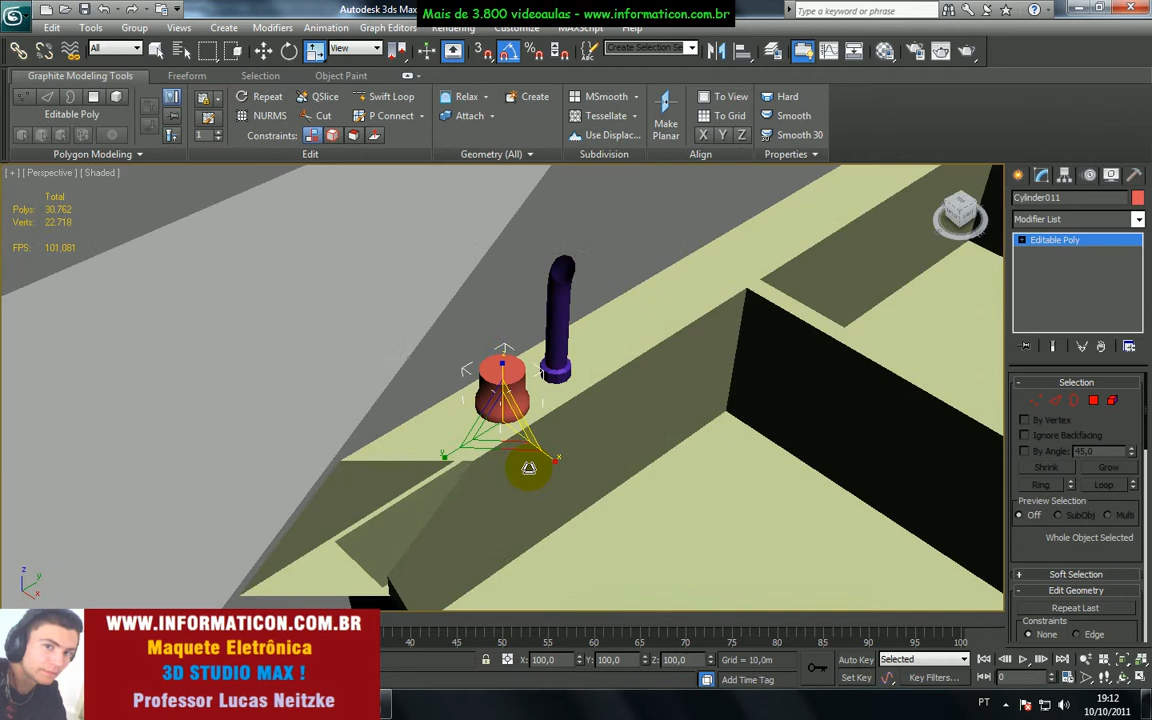 Autodesk 3ds Max
Mais de 3.800 videoaulas - www.informaticon.com.br
Type a keyword or phrase
Edit Tools Group Views Create Modifiers Animation Graph Editors Rendering Customize MAXScript Help
All View Create Selection Se
Graphite Modeling Tools Freeform Selection Object Paint
Repeat QSlice Swift Loop Relax Create MSmooth To View Hard
Editable Poly NURMS Cut P Connect Attach Tessellate Make Planar To Grid Smooth
1 Constraints: Use Displac... X Y Z Smooth 30
Polygon Modeling Edit Geometry (All) Subdivision Align Properties
[ + ] [ Perspective ] [ Shaded ]
Total
Polys: 30.762
Verts: 22.718
FPS: 101,081
Cylinder011
Modifier List
Editable Poly
Selection
By Vertex
Ignore Backfacing
By Angle: 45,0
Shrink Grow
Ring Loop
Preview Selection
Off SubObj Multi
Whole Object Selected
Soft Selection
Edit Geometry
Repeat Last
Constraints
None Edge
z
y
x
z
y
x
WWW.INFORMATICON.COM.BR
Maquete Eletrônica
3D STUDIO MAX !
Professor Lucas Neitzke
40 45 50 55 60 65 70 75 80 85 90 95 100
X: 100,0 Y: 100,0 Z: 100,0 Grid = 10,0m Auto Key Selected
Add Time Tag Set Key Key Filters... 0
PT 19:12
10/10/2011